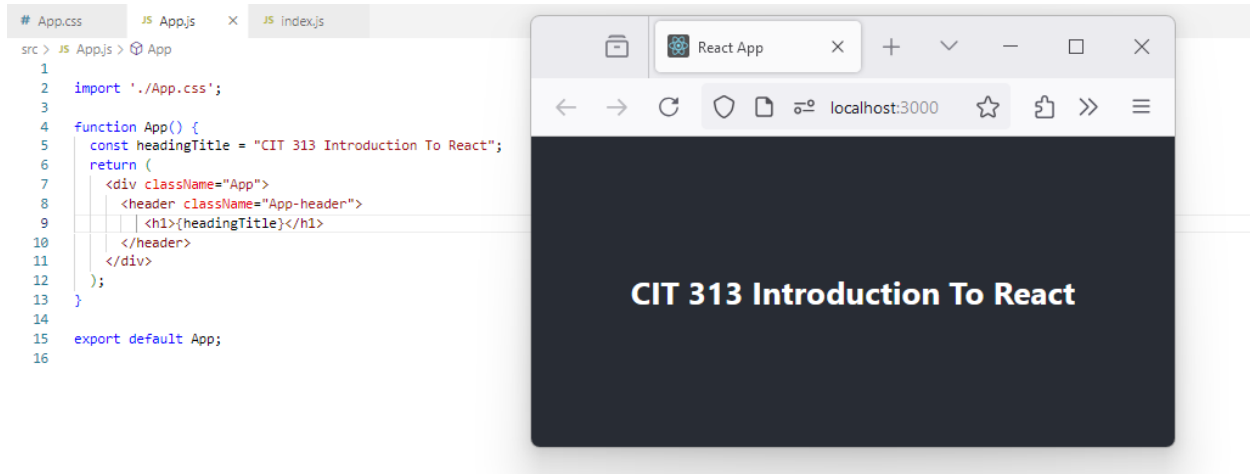 # App.css JS App.js × JS index.js
src > JS App.js > App
1
2 import './App.css';
3
4 function App() {
5 const headingTitle = "CIT 313 Introduction To React";
6 return (
7 <div className="App">
8 <header className="App-header">
9 <h1>{headingTitle}</h1>
10 </header>
11 </div>
12 );
13 }
14
15 export default App;
16
React App
localhost:3000
CIT 313 Introduction To React